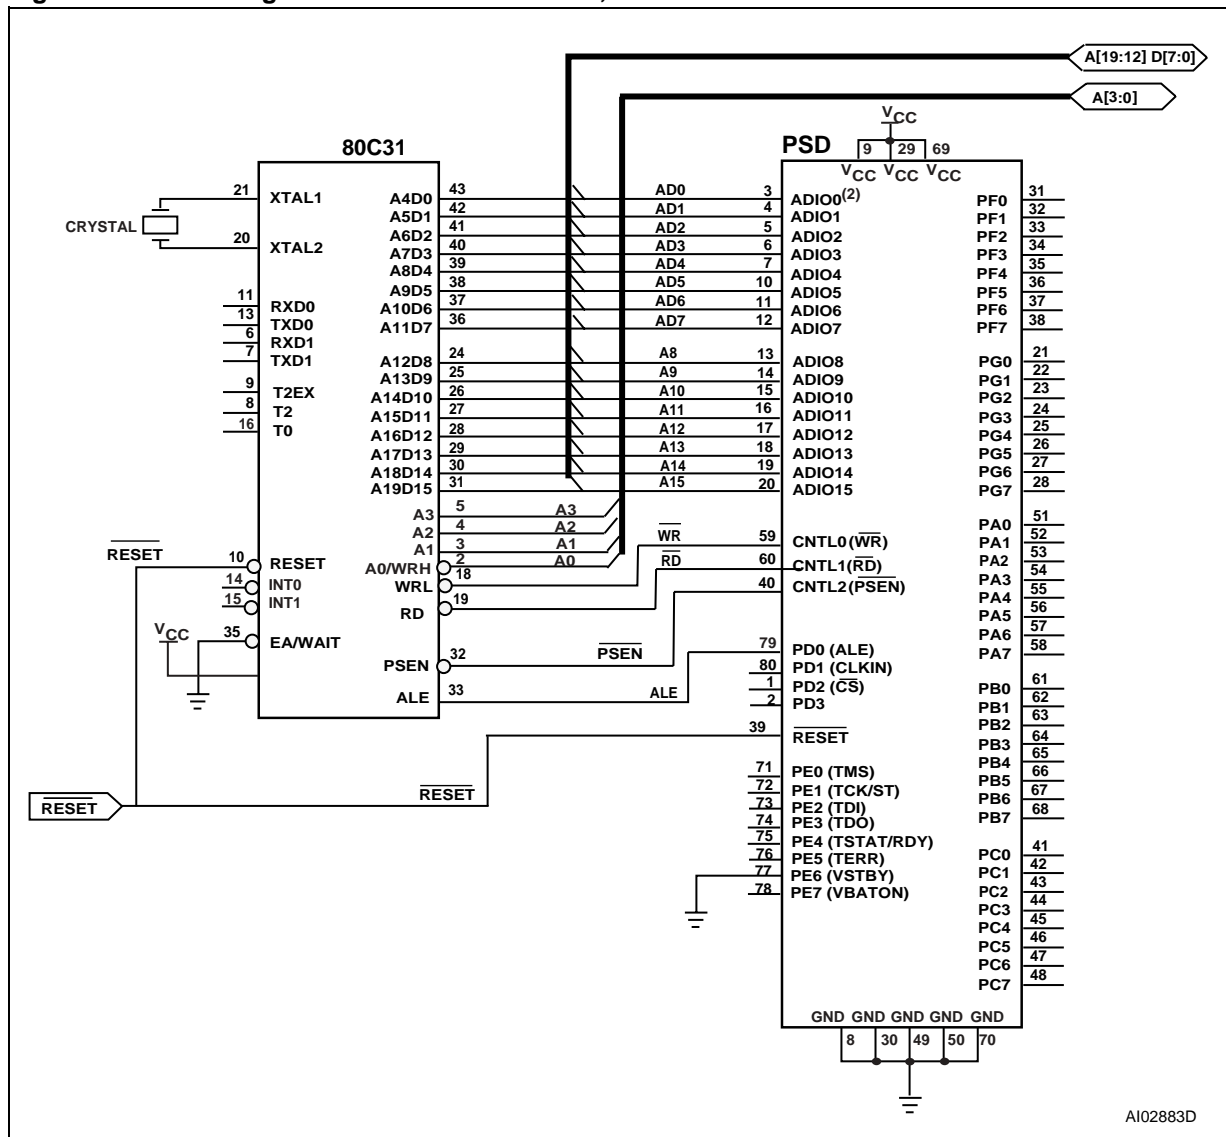 A[19:12] D[7:0]
A[3:0]
VCC
80C31
PSD
9 29 69
VCC VCC VCC
CRYSTAL
21 XTAL1
20 XTAL2
11 RXD0
13 TXD0
6 RXD1
7 TXD1
9 T2EX
8 T2
16 T0
RESET
10 RESET
14 INT0
15 INT1
VCC
35 EA/WAIT
A4D0 43 AD0 3 ADIO0(2)
A5D1 42 AD1 4 ADIO1
A6D2 41 AD2 5 ADIO2
A7D3 40 AD3 6 ADIO3
A8D4 39 AD4 7 ADIO4
A9D5 38 AD5 10 ADIO5
A10D6 37 AD6 11 ADIO6
A11D7 36 AD7 12 ADIO7
A12D8 24 A8 13 ADIO8
A13D9 25 A9 14 ADIO9
A14D10 26 A10 15 ADIO10
A15D11 27 A11 16 ADIO11
A16D12 28 A12 17 ADIO12
A17D13 29 A13 18 ADIO13
A18D14 30 A14 19 ADIO14
A19D15 31 A15 20 ADIO15
A3 5 A3
A2 4 A2
A1 3 A1
A0/WRH 2 A0
WRL 18 WR 59 CNTL0(WR)
RD 19 RD 60 CNTL1(RD)
PSEN 32 PSEN 40 CNTL2(PSEN)
ALE 33 ALE 79 PD0 (ALE)
80 PD1 (CLKIN)
1 PD2 (CS)
2 PD3
RESET RESET 39 RESET
71 PE0 (TMS)
72 PE1 (TCK/ST)
73 PE2 (TDI)
74 PE3 (TDO)
75 PE4 (TSTAT/RDY)
76 PE5 (TERR)
77 PE6 (VSTBY)
78 PE7 (VBATON)
PF0 31
PF1 32
PF2 33
PF3 34
PF4 35
PF5 36
PF6 37
PF7 38
PG0 21
PG1 22
PG2 23
PG3 24
PG4 25
PG5 26
PG6 27
PG7 28
PA0 51
PA1 52
PA2 53
PA3 54
PA4 55
PA5 56
PA6 57
PA7 58
PB0 61
PB1 62
PB2 63
PB3 64
PB4 65
PB5 66
PB6 67
PB7 68
PC0 41
PC1 42
PC2 43
PC3 44
PC4 45
PC5 46
PC6 47
PC7 48
GND GND GND GND GND
8 30 49 50 70
AI02883D